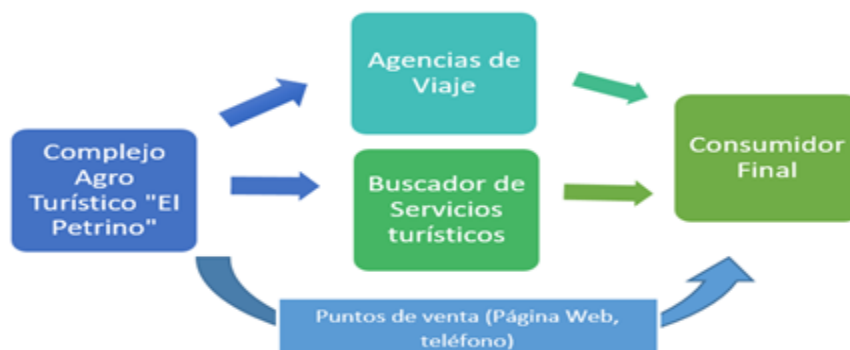 Agencias de
Viaje
Complejo
Agro
Turístico "El
Petrino"
Buscador de
Servicios
turísticos
Consumidor
Final
Puntos de venta (Página Web,
teléfono)